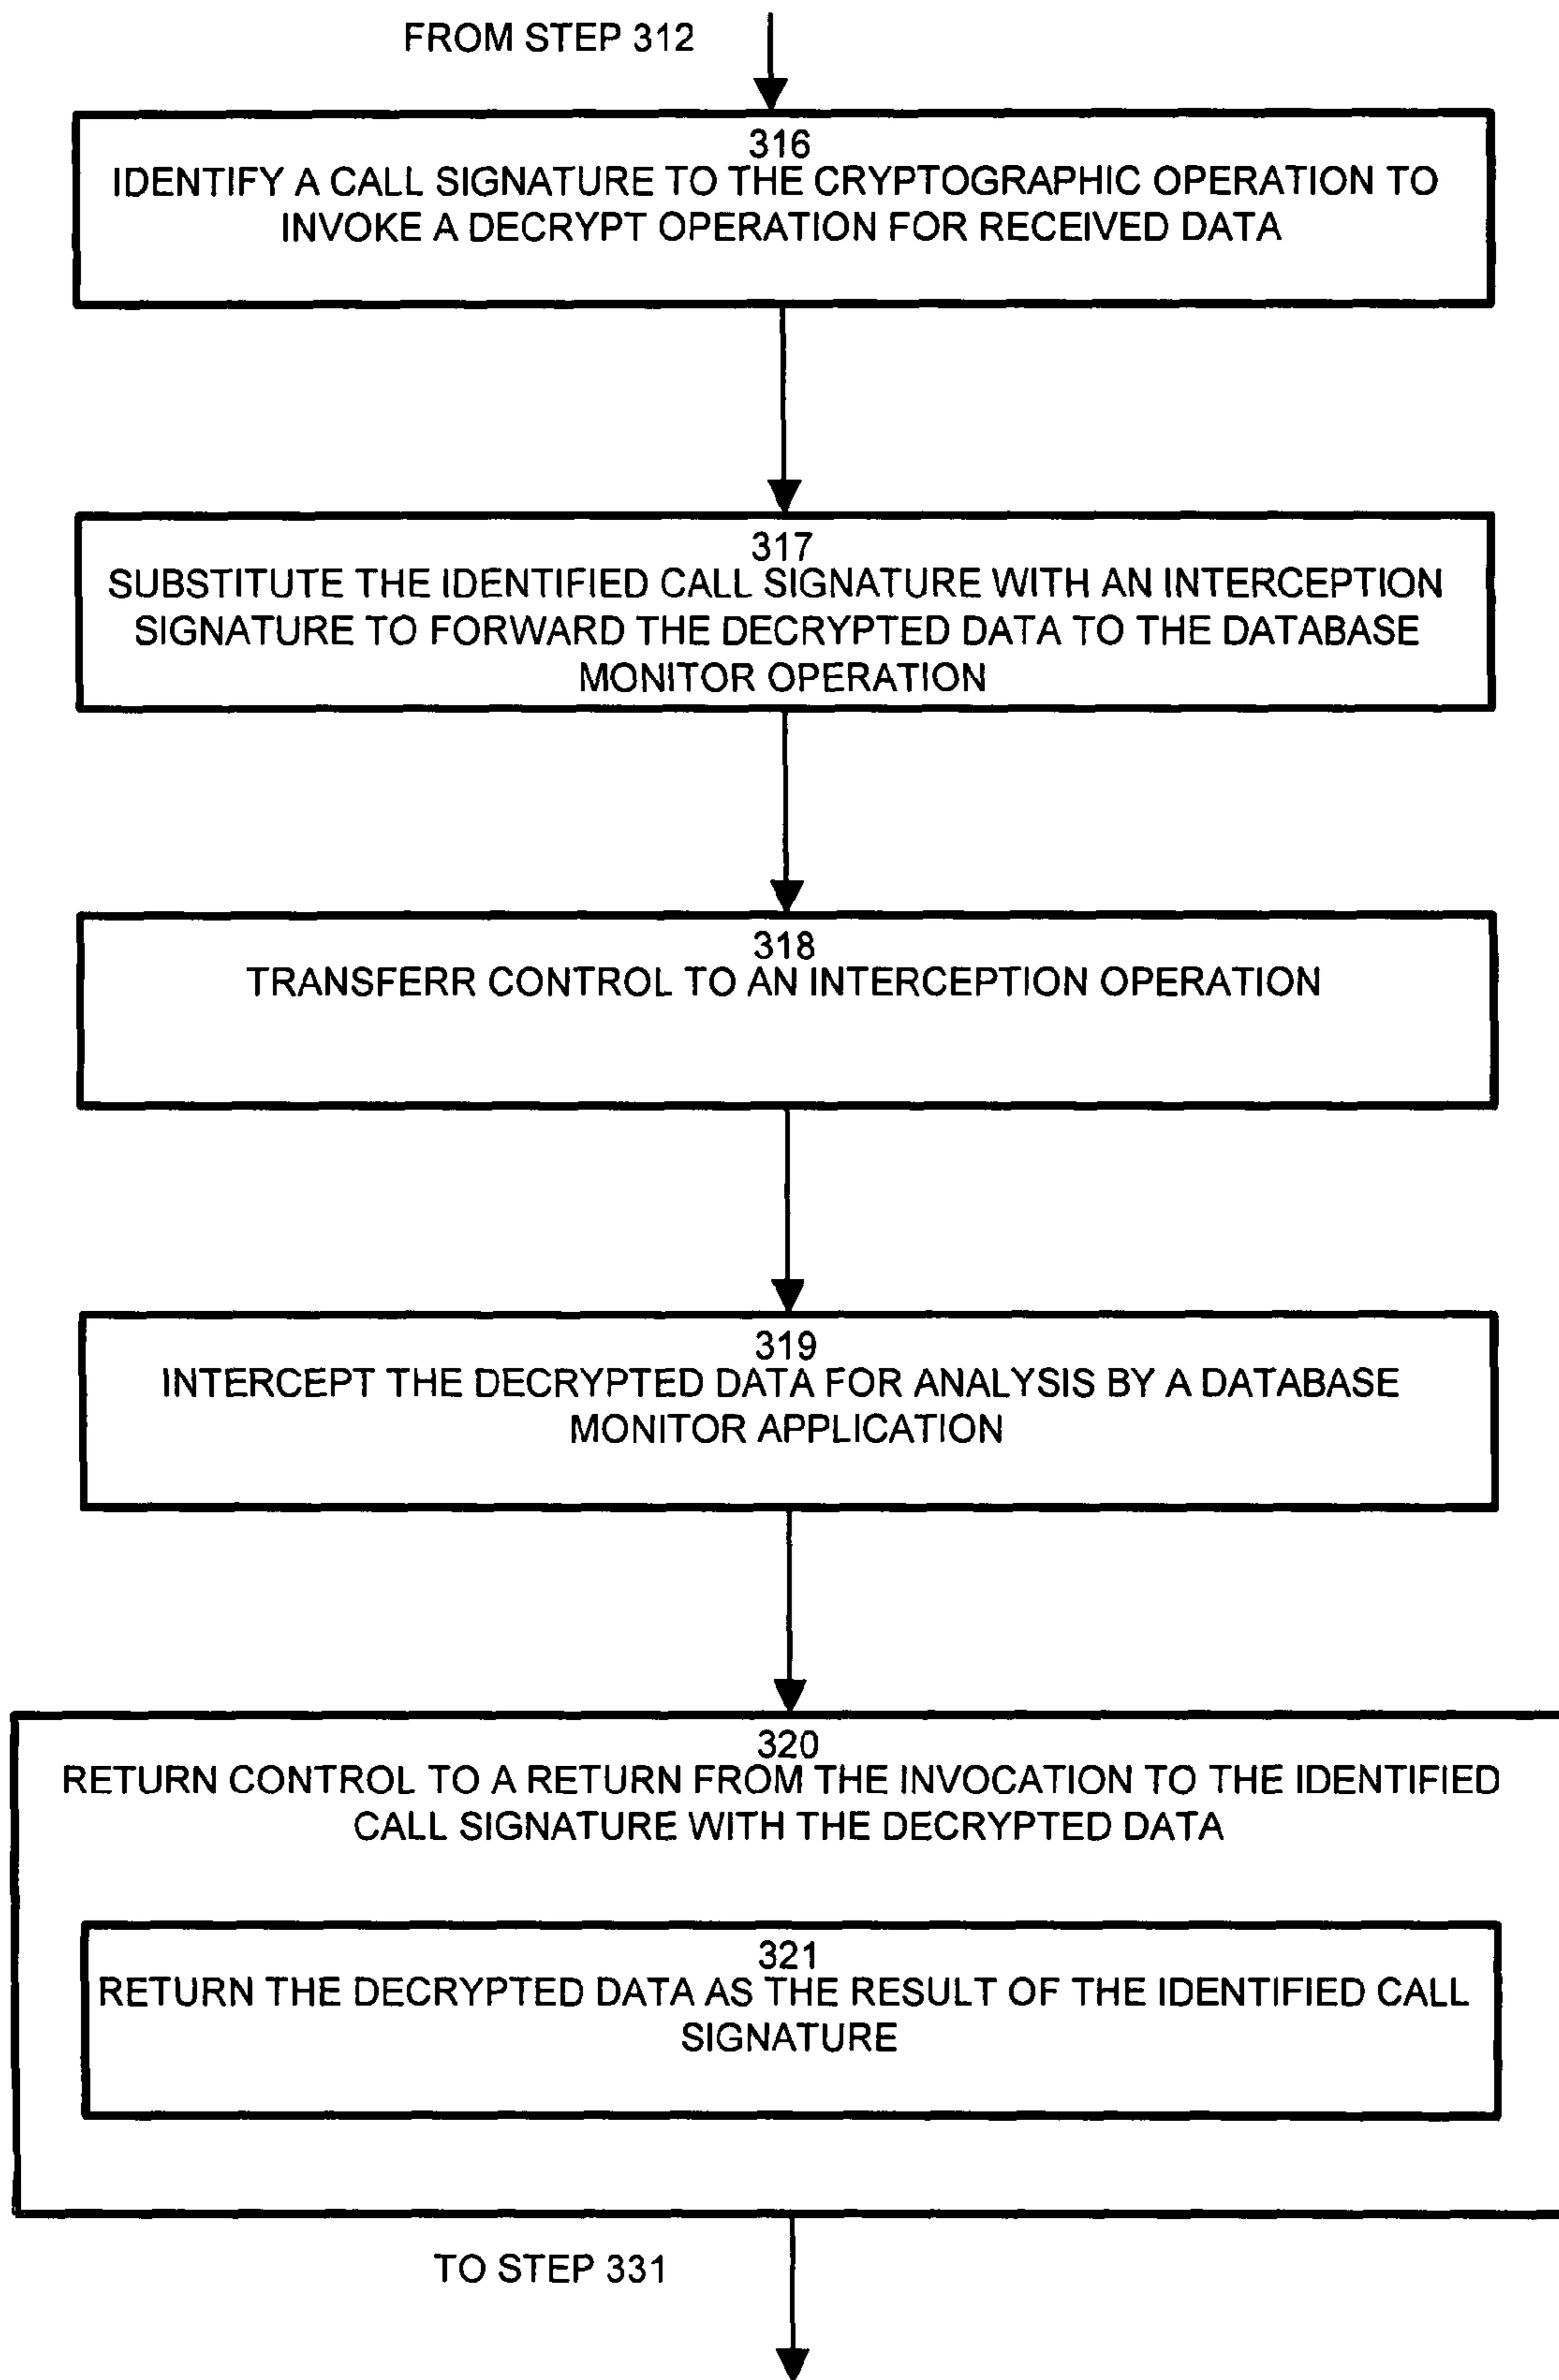 FROM STEP 312
316
IDENTIFY A CALL SIGNATURE TO THE CRYPTOGRAPHIC OPERATION TO
INVOKE A DECRYPT OPERATION FOR RECEIVED DATA
317
SUBSTITUTE THE IDENTIFIED CALL SIGNATURE WITH AN INTERCEPTION
SIGNATURE TO FORWARD THE DECRYPTED DATA TO THE DATABASE
MONITOR OPERATION
318
TRANSFERR CONTROL TO AN INTERCEPTION OPERATION
319
INTERCEPT THE DECRYPTED DATA FOR ANALYSIS BY A DATABASE
MONITOR APPLICATION
320
RETURN CONTROL TO A RETURN FROM THE INVOCATION TO THE IDENTIFIED
CALL SIGNATURE WITH THE DECRYPTED DATA
321
RETURN THE DECRYPTED DATA AS THE RESULT OF THE IDENTIFIED CALL
SIGNATURE
TO STEP 331